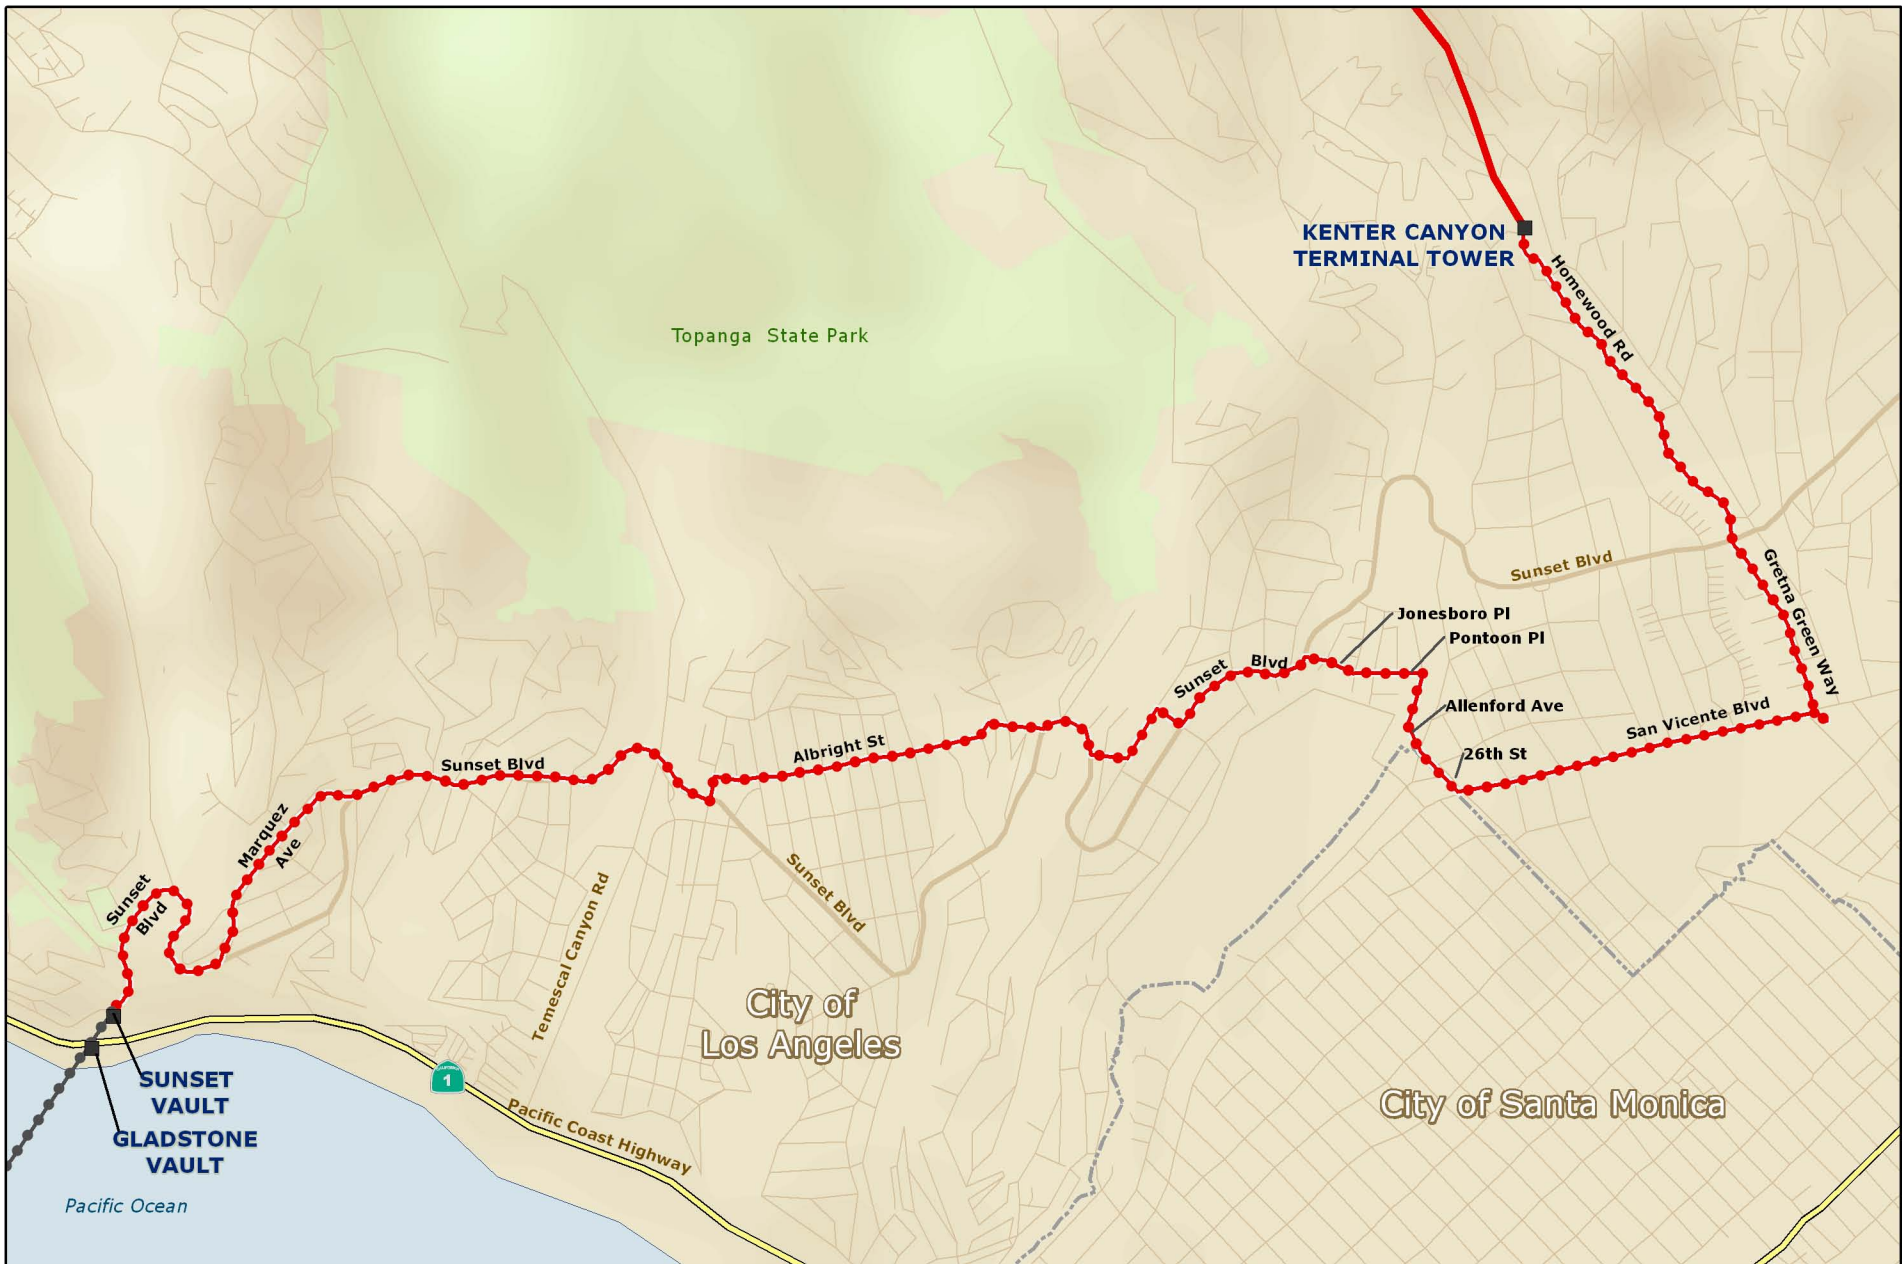 KENTER CANYON
TERMINAL TOWER
Homewood Rd
Topanga State Park
Sunset Blvd
Gretna Green Way
Jonesboro Pl
Pontoon Pl
Sunset Blvd
Allenford Ave
San Vicente Blvd
26th St
Albright St
Sunset Blvd
Marquez
Ave
Sunset
Blvd
Sunset Blvd
Temescal Canyon Rd
City of
Los Angeles
CALIFORNIA
1
SUNSET
VAULT
GLADSTONE
VAULT
Pacific Coast Highway
City of Santa Monica
Pacific Ocean